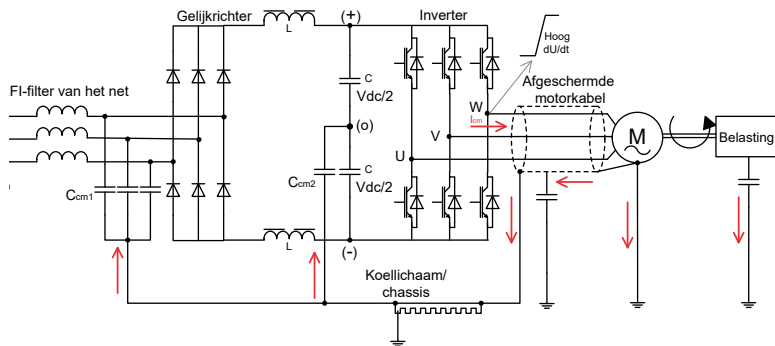 Gelijkrichter
L
(+)
Inverter
Hoog
dU/dt
FI-filter van het net
C
Vdc/2
Afgeschermde
motorkabel
W
Icm
(o)
V
M
Belasting
U
Ccm1
Ccm2
C
Vdc/2
L
(-)
Koellichaam/
chassis